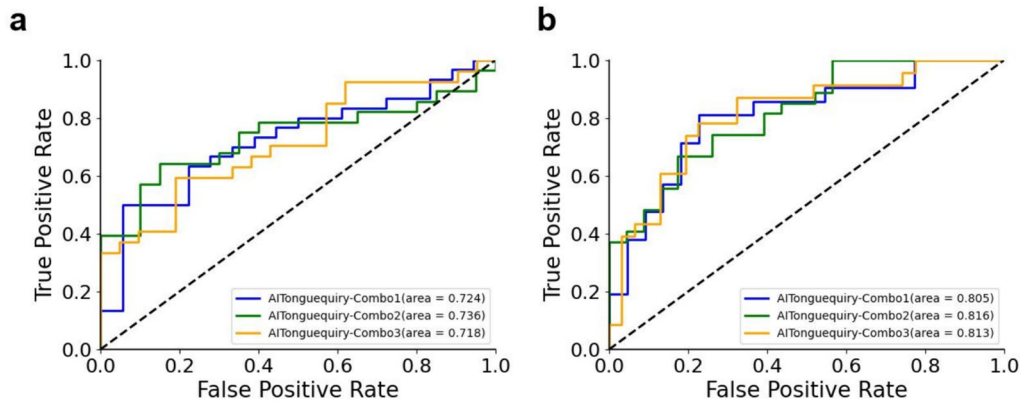 a
b
True Positive Rate
1.0
0.8
0.6
0.4
0.2
0.0
AITonguequiry-Combo1(area = 0.724)
AITonguequiry-Combo2(area = 0.736)
AITonguequiry-Combo3(area = 0.718)
0.0 0.2 0.4 0.6 0.8 1.0
False Positive Rate
True Positive Rate
1.0
0.8
0.6
0.4
0.2
0.0
AITonguequiry-Combo1(area = 0.805)
AITonguequiry-Combo2(area = 0.816)
AITonguequiry-Combo3(area = 0.813)
0.0 0.2 0.4 0.6 0.8 1.0
False Positive Rate